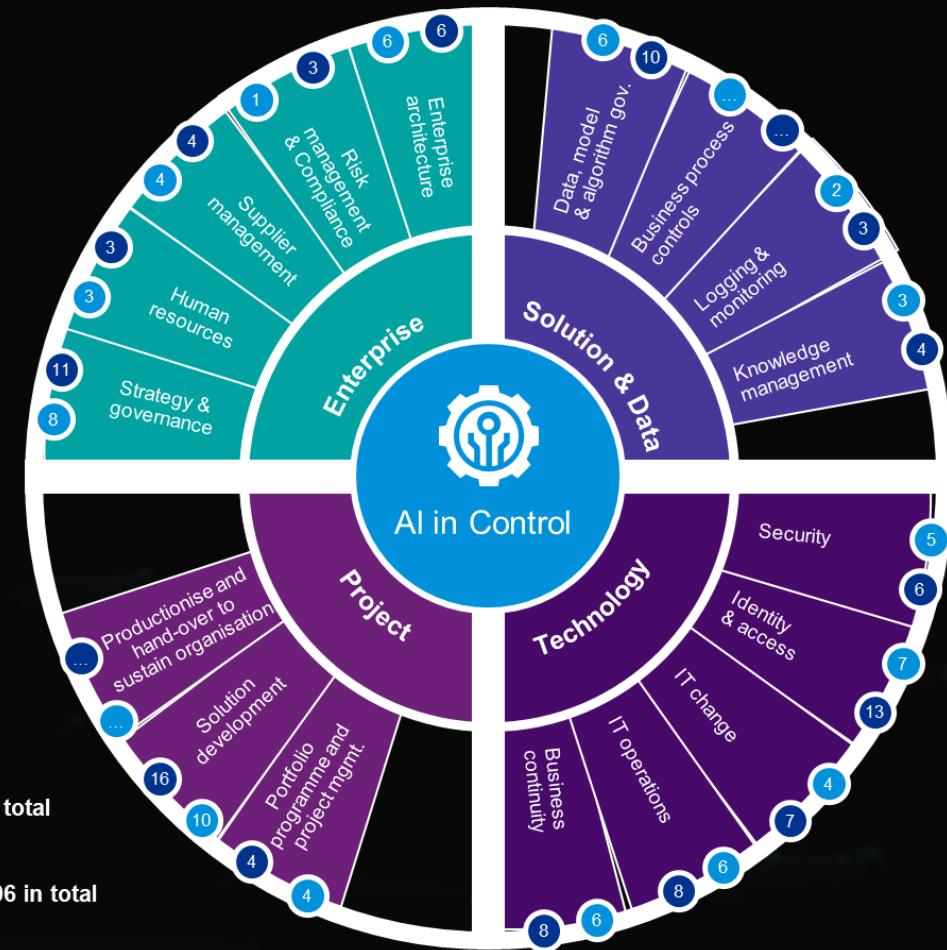 6
6
Enterprise
architecture
3
1
Risk
management
& Compliance
4
4
Supplier
management
3
3
Human
resources
11
8
Strategy &
governance
Enterprise
6
10
Data, model
& algorithm gov.
...
...
Business process
controls
2
3
Logging &
monitoring
3
4
Knowledge
management
Solution & Data
AI in Control
Security
5
6
Identity
& access
7
13
IT change
4
7
IT operations
6
8
Business
continuity
6
8
Technology
Project
Productionise and
hand-over to
sustain organisation
...
...
Solution
development
16
10
Portfolio
programme and
project mgmt.
4
4
total
in total